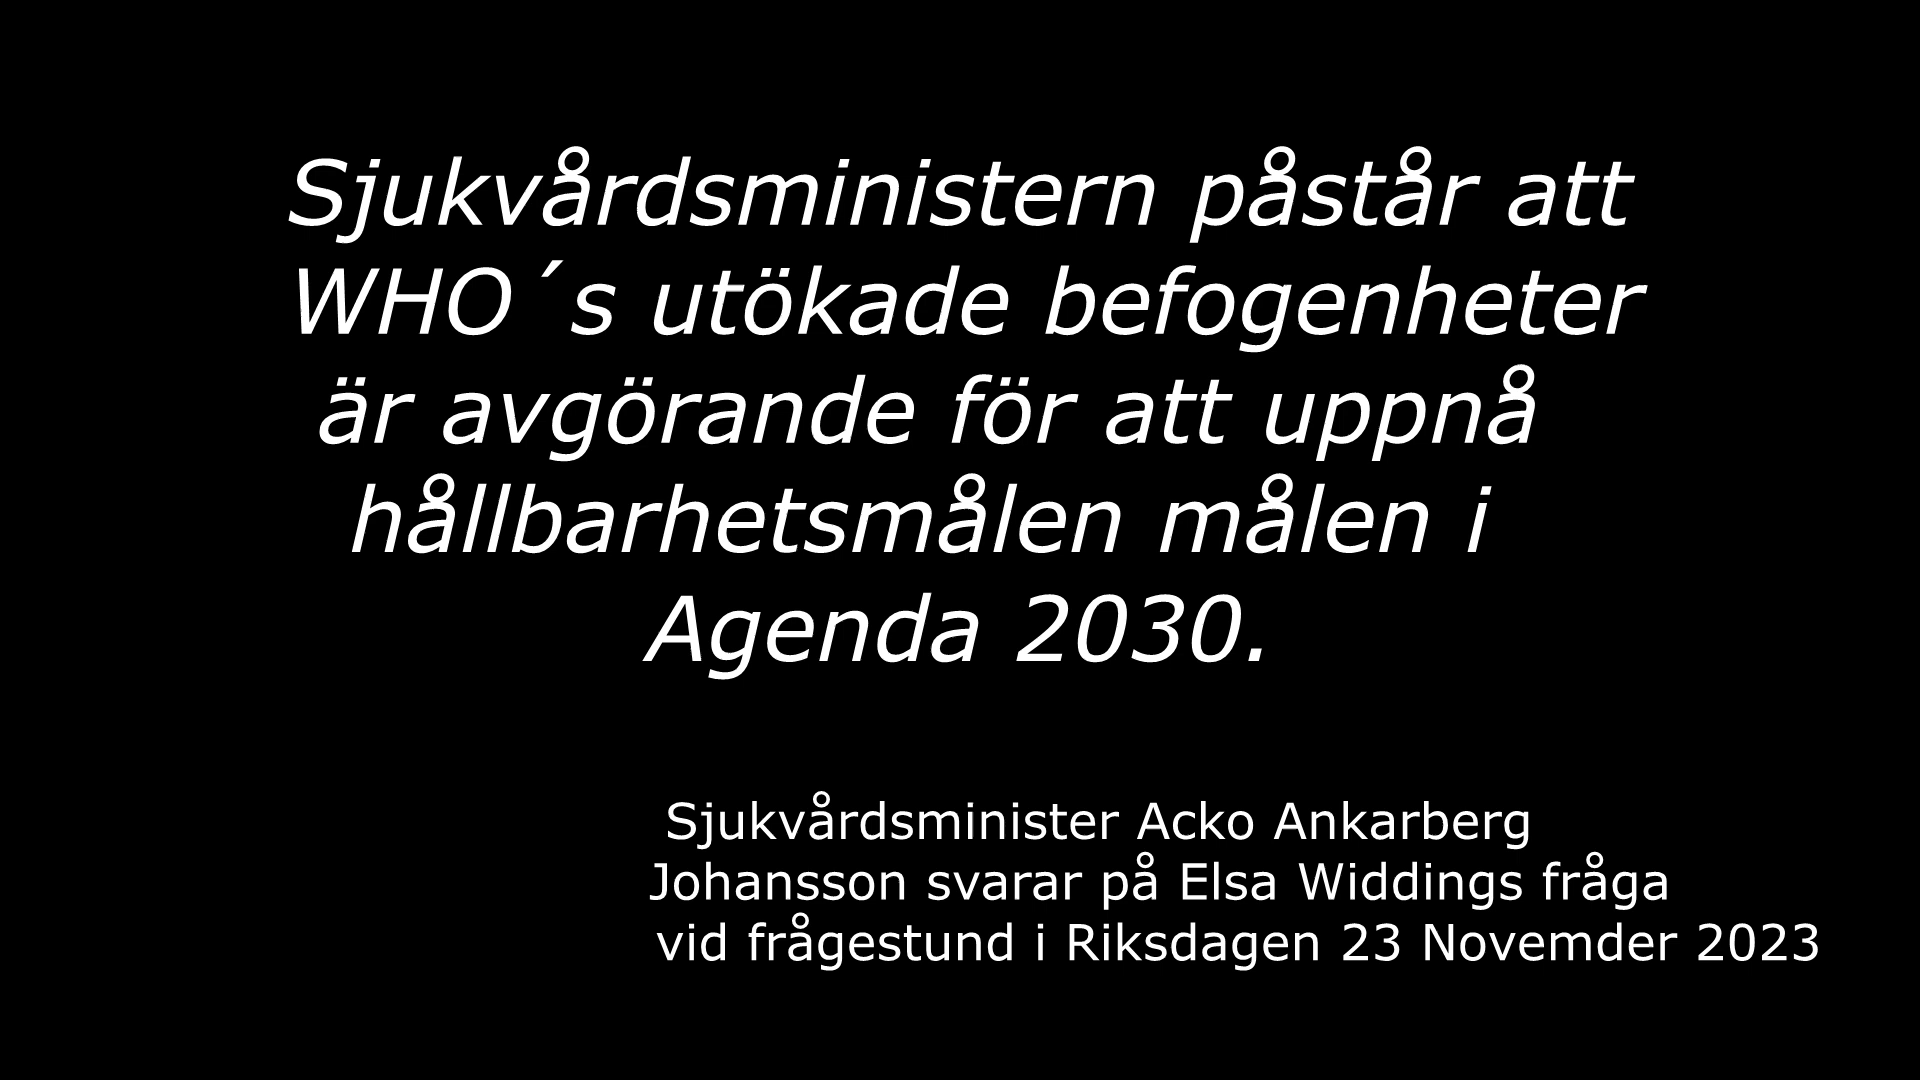 Sjukvårdsministern påstår att
WHO´s utökade befogenheter
är avgörande för att uppnå
hållbarhetsmålen målen i
Agenda 2030.
Sjukvårdsminister Acko Ankarberg
Johansson svarar på Elsa Widdings fråga
vid frågestund i Riksdagen 23 Novemder 2023